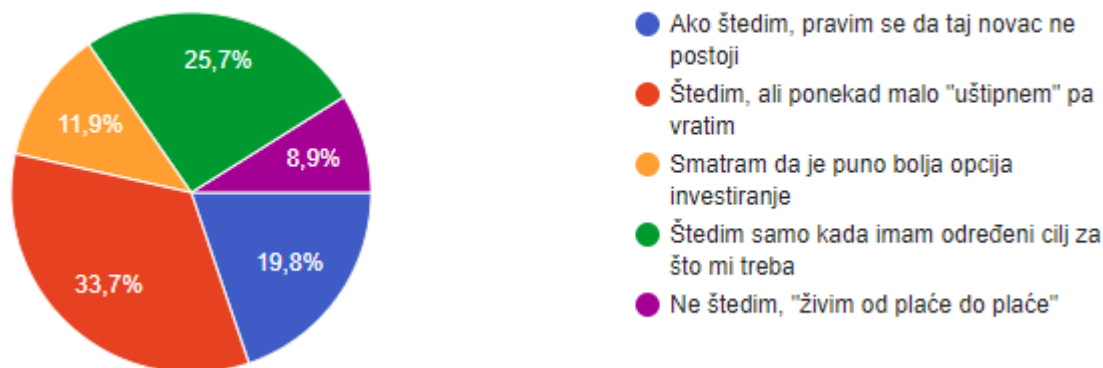 25,7%
11,9%
8,9%
19,8%
33,7%
Ako štedim, pravim se da taj novac ne
postoji
Štedim, ali ponekad malo "uštipnem" pa
vratim
Smatram da je puno bolja opcija
investiranje
Štedim samo kada imam određeni cilj za
što mi treba
Ne štedim, "živim od plaće do plaće"